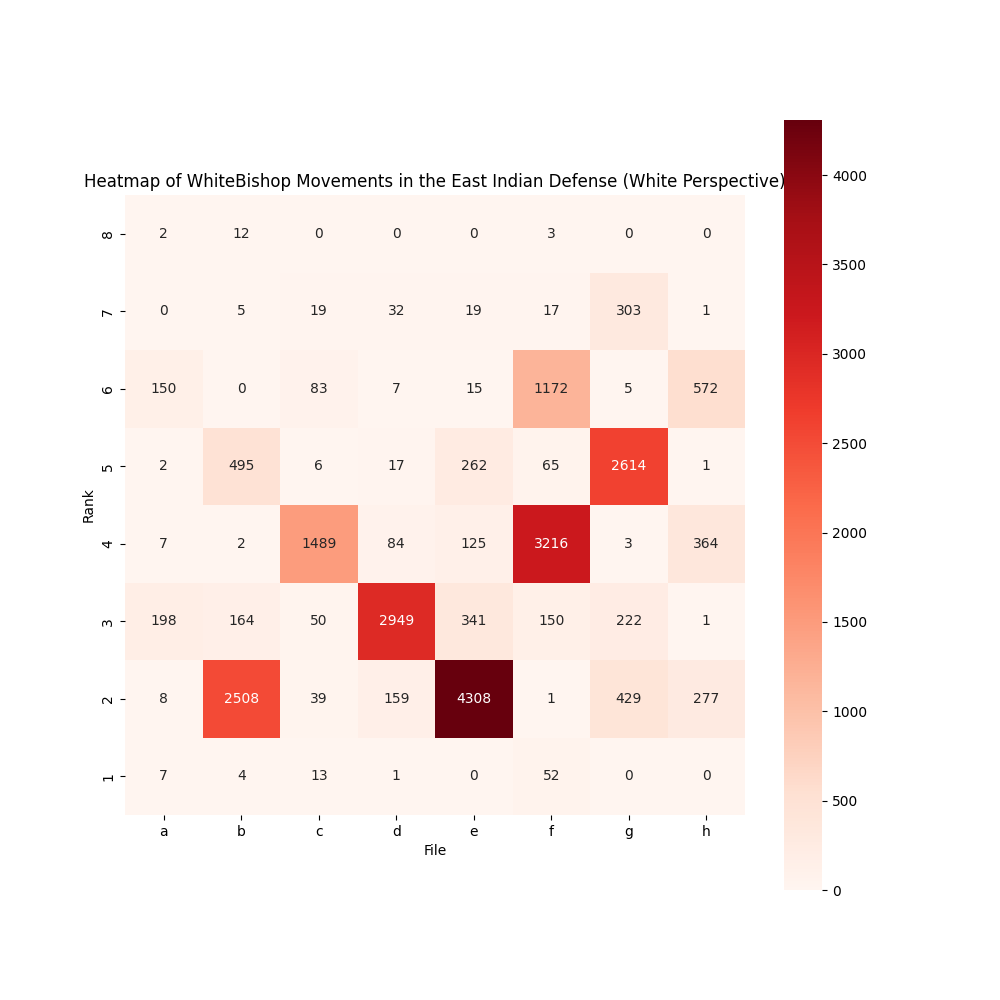 Heatmap of WhiteBishop Movements in the East Indian Defense (White Perspective)
8 2 12 0 0 0 3 0 0
7 0 5 19 32 19 17 303 1
6 150 0 83 7 15 1172 5 572
5 2 495 6 17 262 65 2614 1
4 7 2 1489 84 125 3216 3 364
3 198 164 50 2949 341 150 222 1
2 8 2508 39 159 4308 1 429 277
1 7 4 13 1 0 52 0 0
a b c d e f g h
File
Rank
4000
3500
3000
2500
2000
1500
1000
500
0